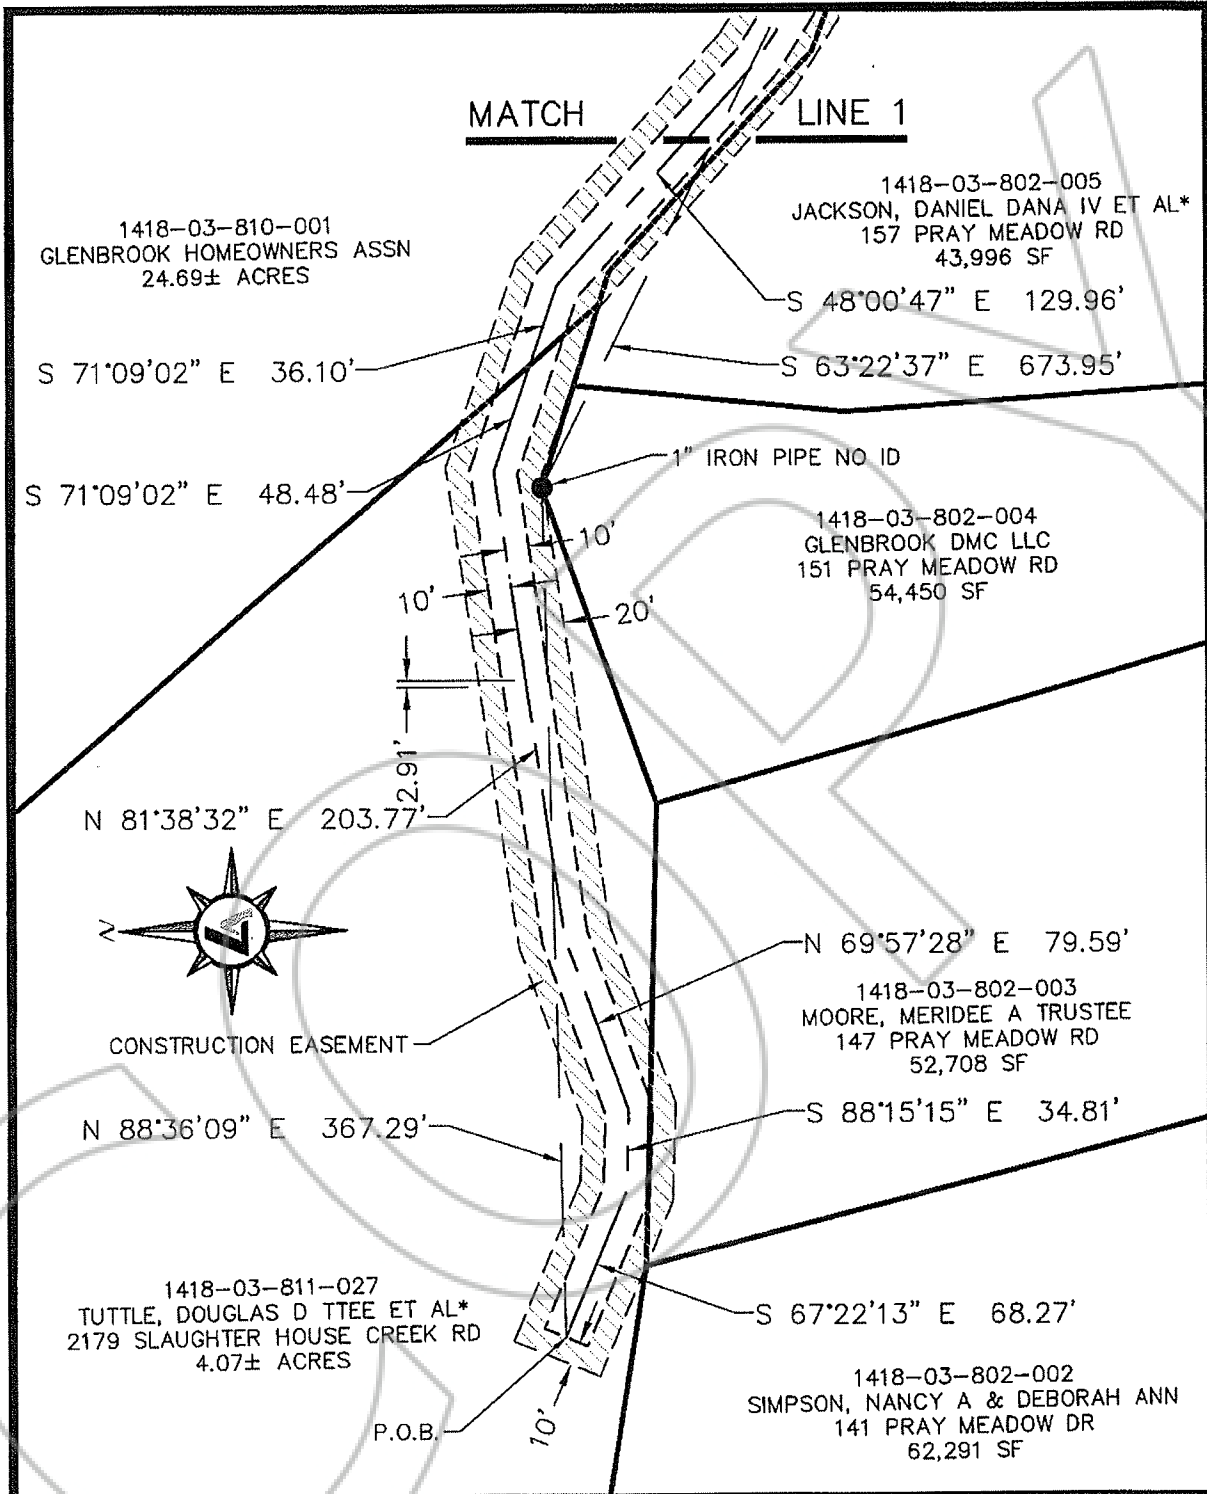 MATCH LINE 1
1418-03-802-005
JACKSON, DANIEL DANA IV ET AL*
157 PRAY MEADOW RD
43,996 SF
1418-03-810-001
GLENBROOK HOMEOWNERS ASSN
24.69± ACRES
S 48°00'47" E 129.96'
S 71°09'02" E 36.10'
S 63°22'37" E 673.95'
1" IRON PIPE NO ID
S 71°09'02" E 48.48'
1418-03-802-004
GLENBROOK DMC LLC
151 PRAY MEADOW RD
54,450 SF
10'
10'
20'
2.91'
N 81°38'32" E 203.77'
N
N 69°57'28" E 79.59'
1418-03-802-003
MOORE, MERIDEE A TRUSTEE
147 PRAY MEADOW RD
52,708 SF
CONSTRUCTION EASEMENT
S 88°15'15" E 34.81'
N 88°36'09" E 367.29'
1418-03-811-027
TUTTLE, DOUGLAS D TTEE ET AL*
2179 SLAUGHTER HOUSE CREEK RD
4.07± ACRES
S 67°22'13" E 68.27'
1418-03-802-002
SIMPSON, NANCY A & DEBORAH ANN
141 PRAY MEADOW DR
62,291 SF
P.O.B.
10'
COPY